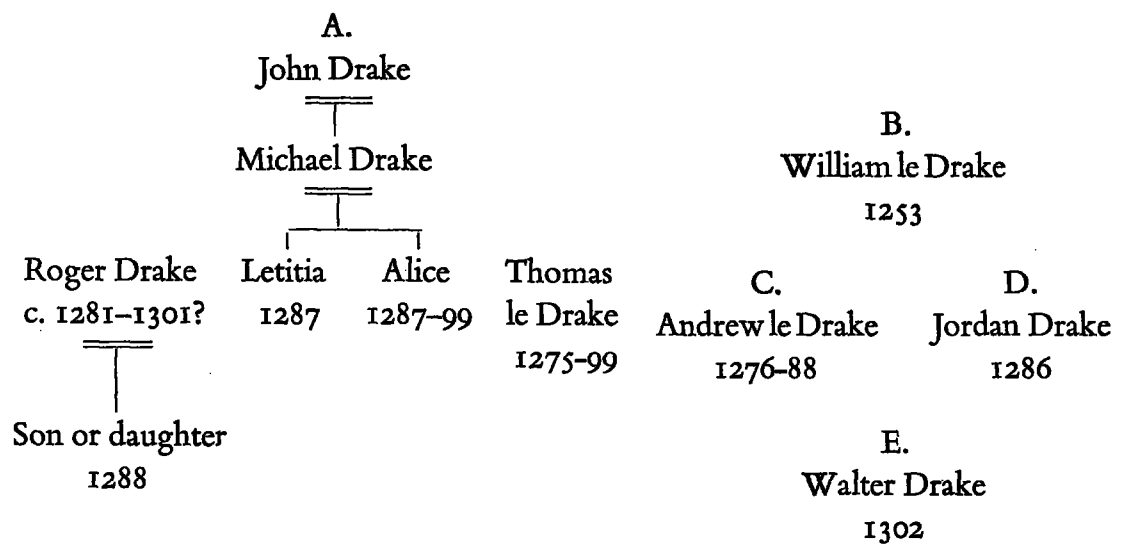 A.
John Drake
Michael Drake
Roger Drake
c. 1281–1301?
Son or daughter
1288
Letitia
1287
Alice
1287–99
Thomas
le Drake
1275–99
B.
William le Drake
1253
C.
Andrew le Drake
1276–88
D.
Jordan Drake
1286
E.
Walter Drake
1302